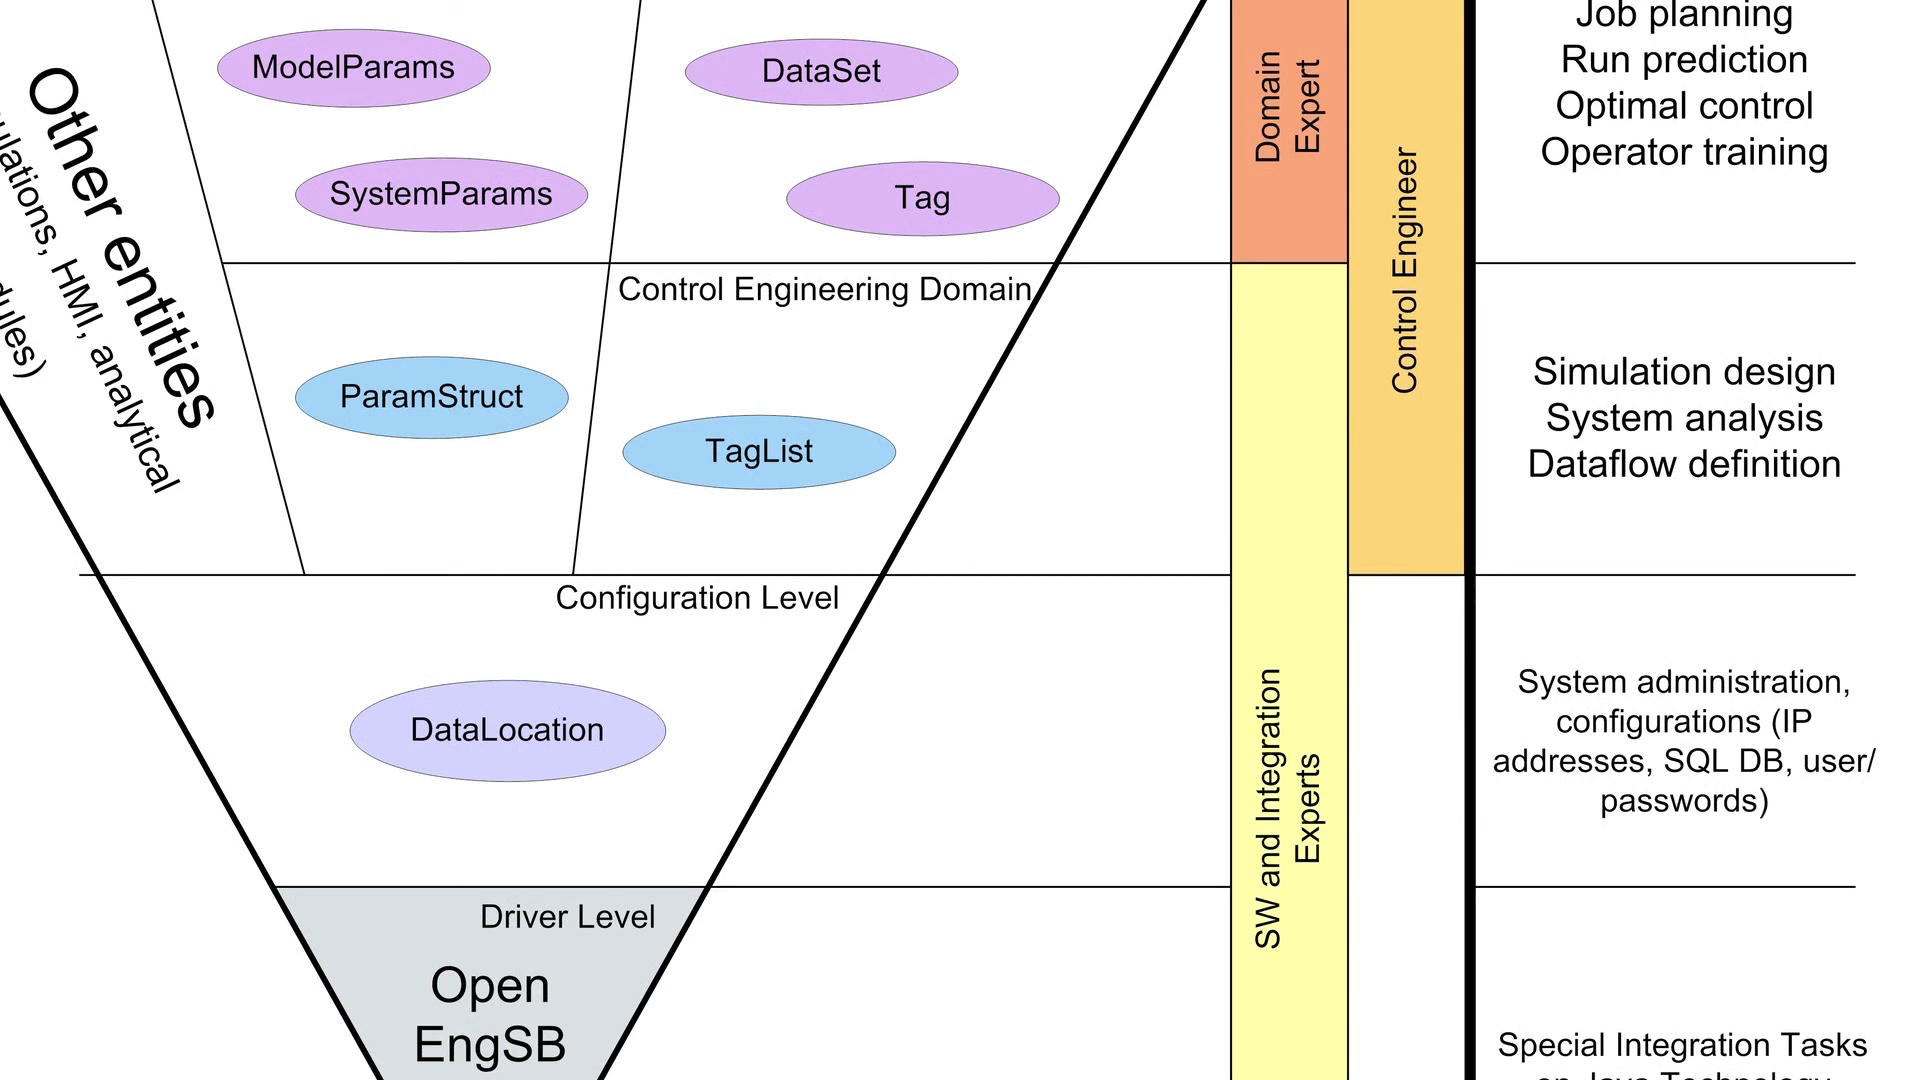 ModelParams
DataSet
SystemParams
Tag
Other entities
HMI, analytical
Control Engineering Domain
ParamStruct
TagList
Configuration Level
DataLocation
Driver Level
Open
EngSB
Domain
Expert
Control Engineer
SW and Integration
Experts
Job planning
Run prediction
Optimal control
Operator training
Simulation design
System analysis
Dataflow definition
System administration,
configurations (IP
addresses, SQL DB, user/
passwords)
Special Integration Tasks